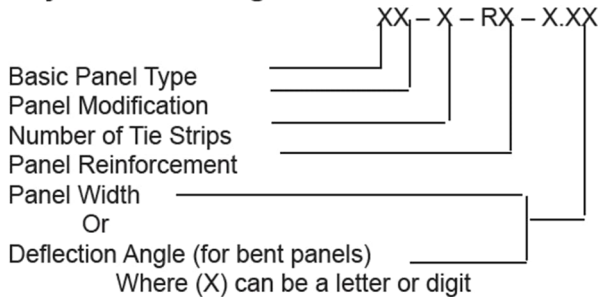 XX – X – RX – X.XX
Basic Panel Type
Panel Modification
Number of Tie Strips
Panel Reinforcement
Panel Width
Or
Deflection Angle (for bent panels)
Where (X) can be a letter or digit